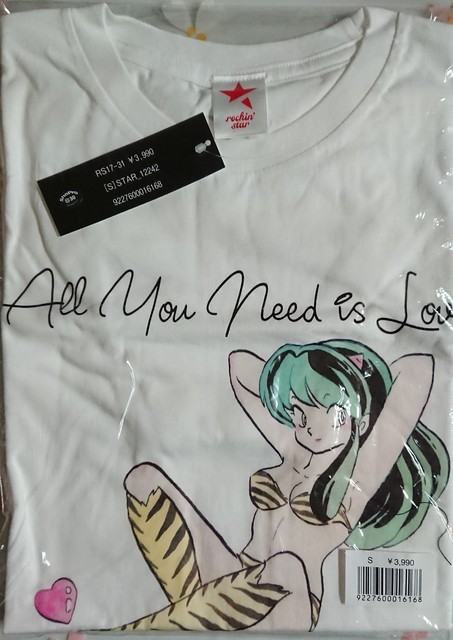 rockin'
star
RS17-31 ¥3,990
[S]STAR_12242
9227600016168
All You Need is Lov
S ¥3,990
9227600016168